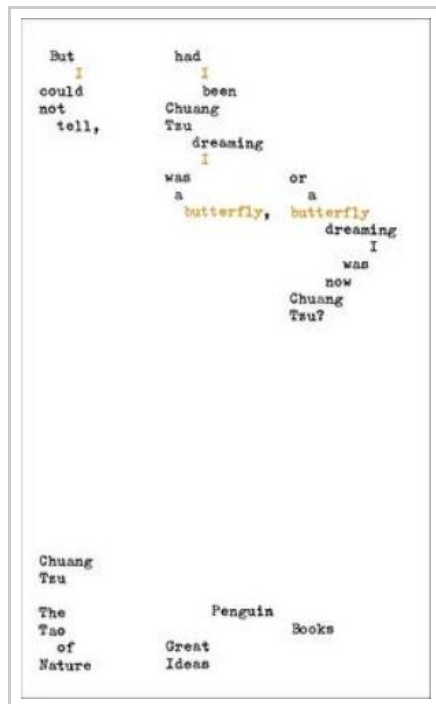 But
I
could
not
tell,
had
I
been
Chuang
Tzu
dreaming
I
was
a
butterfly,
or
a
butterfly
dreaming
I
was
now
Chuang
Tzu?
Chuang
Tzu
The
Tao
of
Nature
Penguin
Books
Great
Ideas